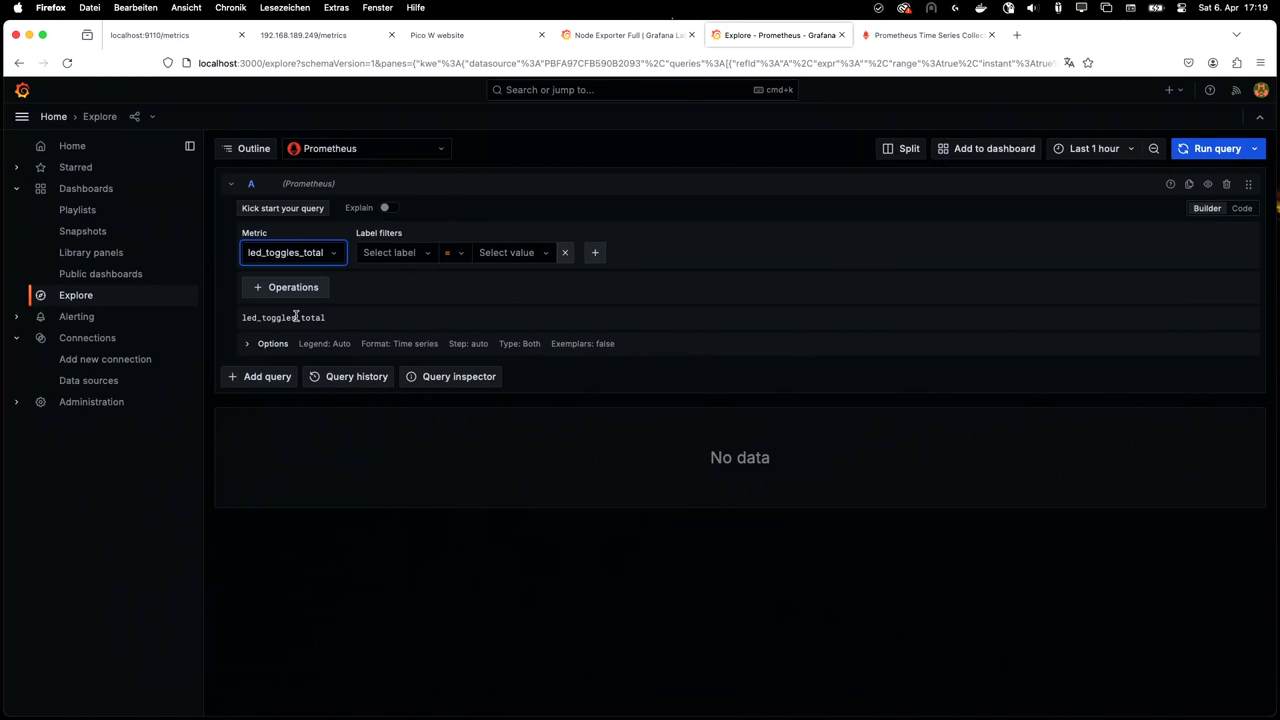 Firefox Datei Bearbeiten Ansicht Chronik Lesezeichen Extras Fenster Hilfe Sat 6. Apr 17:19
localhost:9110/metrics 192.168.189.249/metrics Pico W website Node Exporter Full | Grafana La Explore - Prometheus - Grafana Prometheus Time Series Collect
localhost:3000/explore?schemaVersion=1&panes={"kwe"%3A{"datasource"%3A"PBFA97CFB590B2093"%2C"queries"%3A[{"refId"%3A"A"%2C"expr"%3A""%2C"range"%3Atrue%2C"instant"%3Atrue
Search or jump to... cmd+k
Home Explore
Home
Starred
Dashboards
Playlists
Snapshots
Library panels
Public dashboards
Explore
Alerting
Connections
Add new connection
Data sources
Administration
Outline Prometheus Split Add to dashboard Last 1 hour Run query
A (Prometheus)
Kick start your query Explain Builder Code
Metric Label filters
led_toggles_total Select label = Select value
+ Operations
led_toggles_total
Options Legend: Auto Format: Time series Step: auto Type: Both Exemplars: false
+ Add query Query history Query inspector
No data